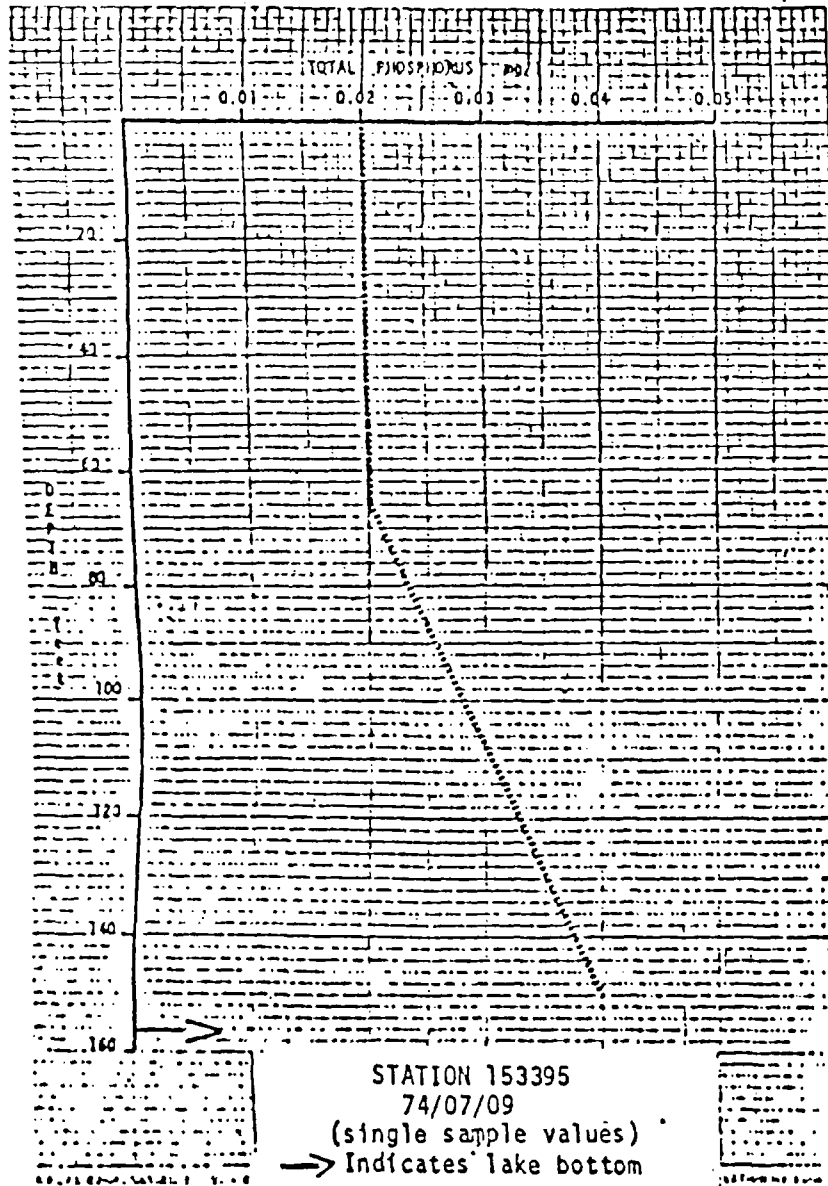 TOTAL PHOSPHORUS
0.01 0.02 0.03 0.04 0.05
20
40
60
DEPTH
80
100
120
140
160
STATION 153395
74/07/09
(single sample values)
→ Indicates lake bottom